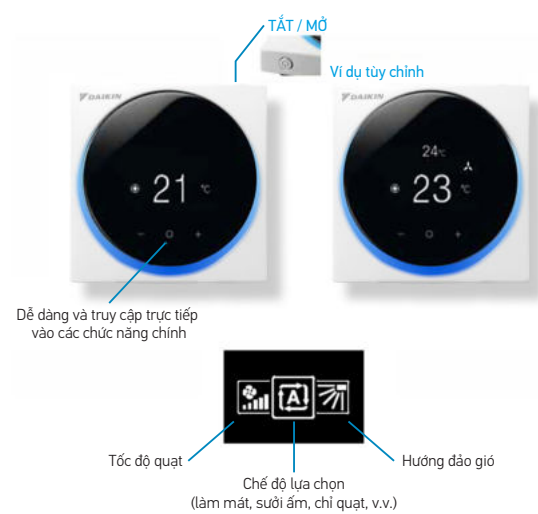 TẮT / MỞ
Ví dụ tùy chỉnh
DAIKIN
DAIKIN
24°C
21 °C
23 °C
- +
- +
Dễ dàng và truy cập trực tiếp
vào các chức năng chính
A
Tốc độ quạt
Hướng đảo gió
Chế độ lựa chọn
(làm mát, sưởi ấm, chỉ quạt, v.v.)